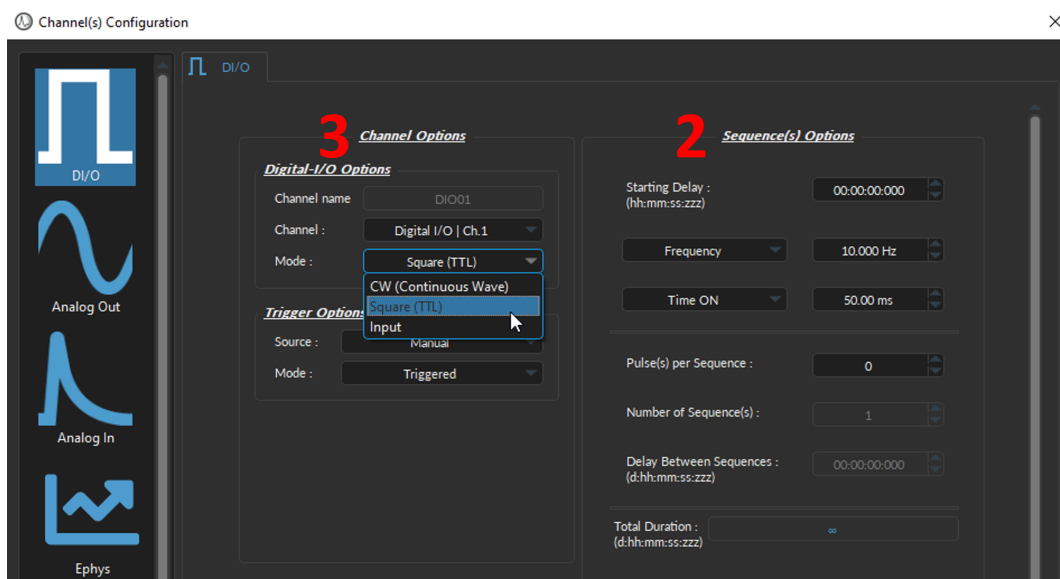 Channel(s) Configuration
DI/O
DI/O
Analog Out
Analog In
Ephys
3
Channel Options
Digital-I/O Options
Channel name
DIO01
Channel :
Digital I/O | Ch.1
Mode :
Square (TTL)
CW (Continuous Wave)
Square (TTL)
Input
Trigger Options
Source :
Manual
Mode :
Triggered
2
Sequence(s) Options
Starting Delay :
(hh:mm:ss:zzz)
00:00:00:000
Frequency
10.000 Hz
Time ON
50.00 ms
Pulse(s) per Sequence :
0
Number of Sequence(s) :
1
Delay Between Sequences :
(d:hh:mm:ss:zzz)
00:00:00:000
Total Duration :
(d:hh:mm:ss:zzz)
∞